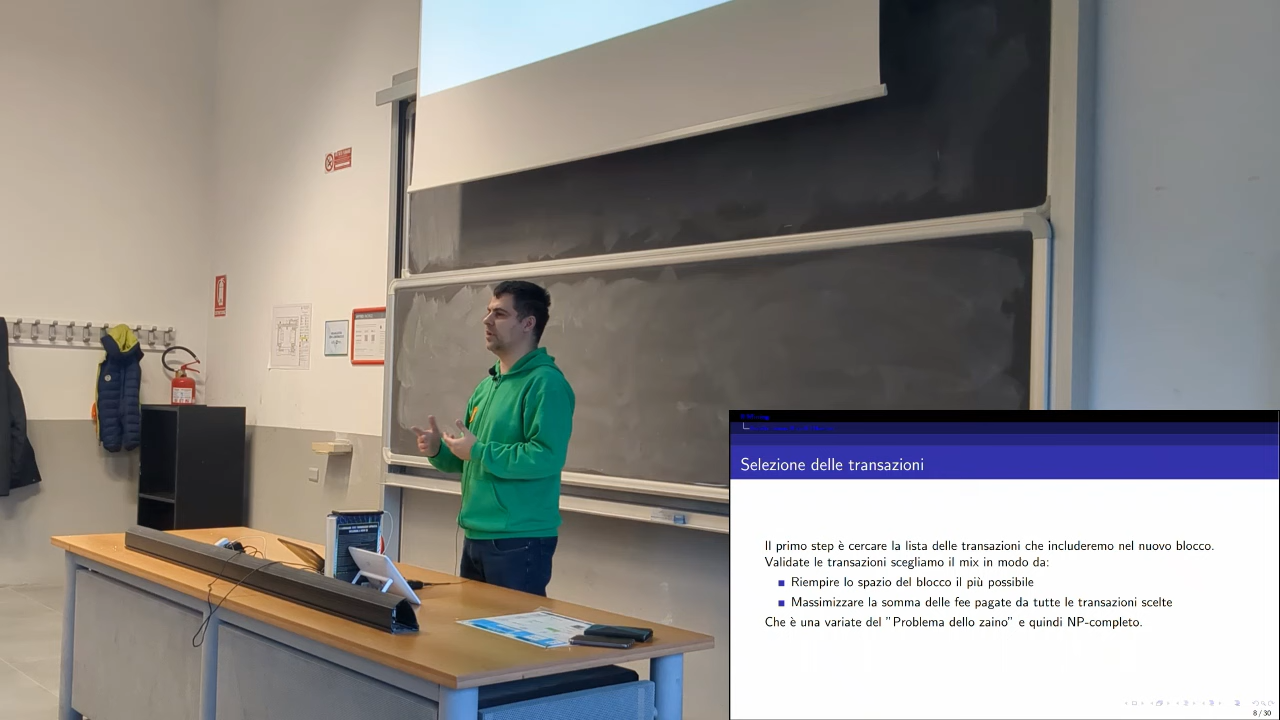 Selezione delle transazioni
Il primo step è cercare la lista delle transazioni che includeremo nel nuovo blocco.
Validate le transazioni scegliamo il mix in modo da:
Riempire lo spazio del blocco il più possibile
Massimizzare la somma delle fee pagate da tutte le transazioni scelte
Che è una variate del "Problema dello zaino" e quindi NP-completo.
8 / 30